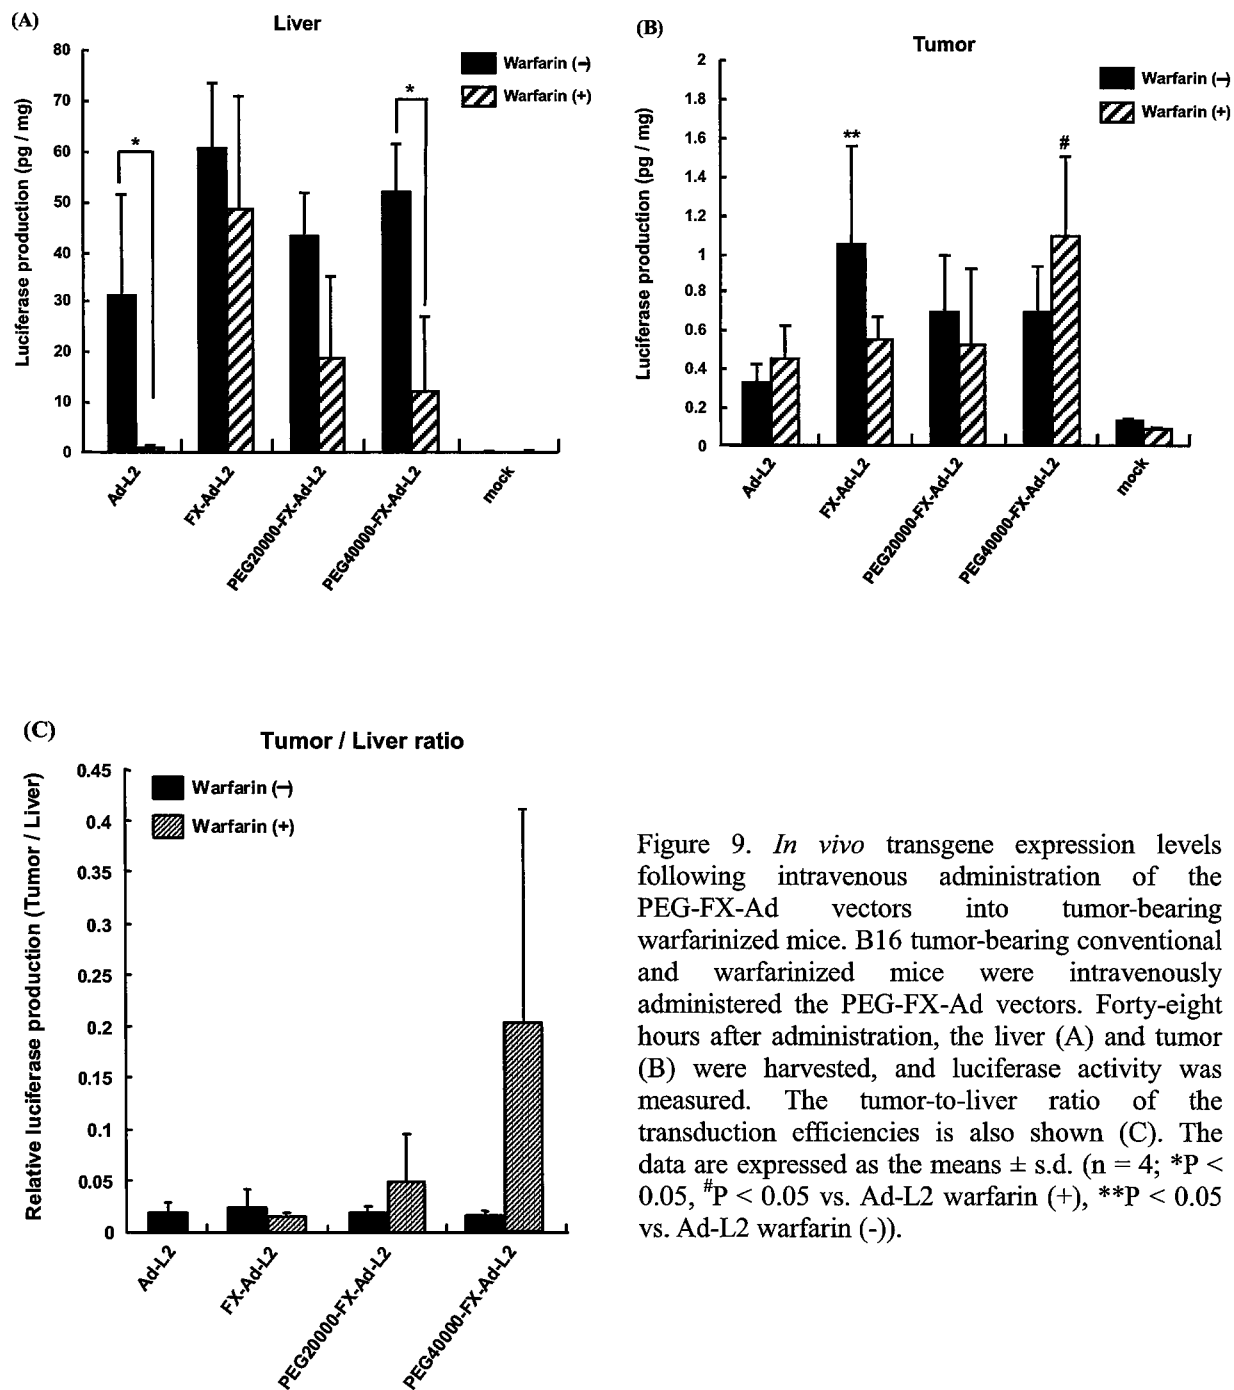 (A)
Liver
Luciferase production (pg / mg)
80
70
60
50
40
30
20
10
0
*
*
Warfarin (–)
Warfarin (+)
Ad-L2
FX-Ad-L2
PEG20000-FX-Ad-L2
PEG40000-FX-Ad-L2
mock
(B)
Tumor
Luciferase production (pg / mg)
2
1.8
1.6
1.4
1.2
1
0.8
0.6
0.4
0.2
0
**
#
Warfarin (–)
Warfarin (+)
Ad-L2
FX-Ad-L2
PEG20000-FX-Ad-L2
PEG40000-FX-Ad-L2
mock
(C)
Tumor / Liver ratio
Relative luciferase production (Tumor / Liver)
0.45
0.4
0.35
0.3
0.25
0.2
0.15
0.1
0.05
0
Warfarin (–)
Warfarin (+)
Ad-L2
FX-Ad-L2
PEG20000-FX-Ad-L2
PEG40000-FX-Ad-L2
Figure 9. In vivo transgene expression levels
following intravenous administration of the
PEG-FX-Ad vectors into tumor-bearing
warfarinized mice. B16 tumor-bearing conventional
and warfarinized mice were intravenously
administered the PEG-FX-Ad vectors. Forty-eight
hours after administration, the liver (A) and tumor
(B) were harvested, and luciferase activity was
measured. The tumor-to-liver ratio of the
transduction efficiencies is also shown (C). The
data are expressed as the means ± s.d. (n = 4; *P <
0.05, #P < 0.05 vs. Ad-L2 warfarin (+), **P < 0.05
vs. Ad-L2 warfarin (-)).